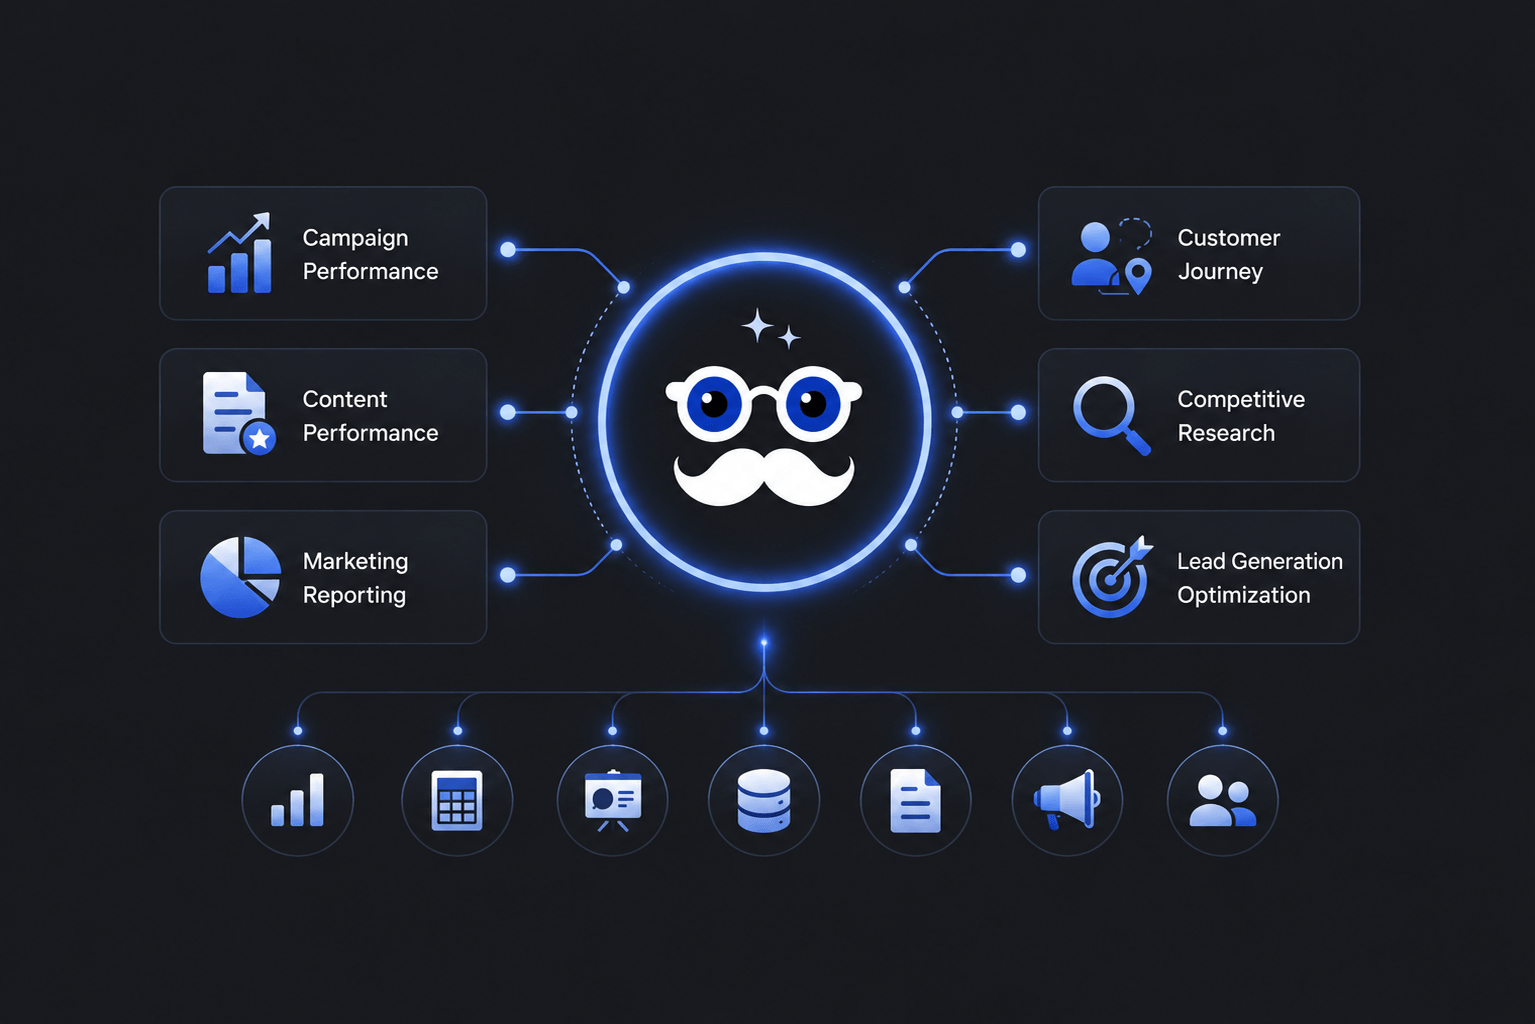 Campaign
Performance
Content
Performance
Marketing
Reporting
Customer
Journey
Competitive
Research
Lead Generation
Optimization